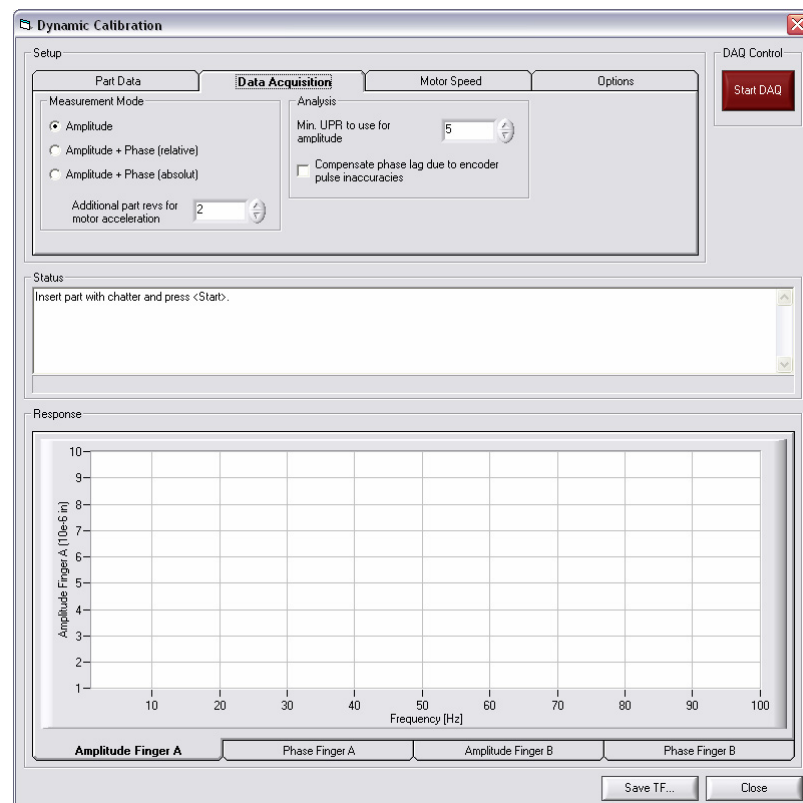 Dynamic Calibration
Setup
DAQ Control
Part Data
Data Acquisition
Motor Speed
Options
Start DAQ
Measurement Mode
Amplitude
Amplitude + Phase (relative)
Amplitude + Phase (absolut)
Additional part revs for
motor acceleration
2
Analysis
Min. UPR to use for
amplitude
5
Compensate phase lag due to encoder
pulse inaccuracies
Status
Insert part with chatter and press <Start>.
Response
Amplitude Finger A (10e-6 in)
10
9
8
7
6
5
4
3
2
1
10 20 30 40 50 60 70 80 90 100
Frequency [Hz]
Amplitude Finger A
Phase Finger A
Amplitude Finger B
Phase Finger B
Save TF...
Close